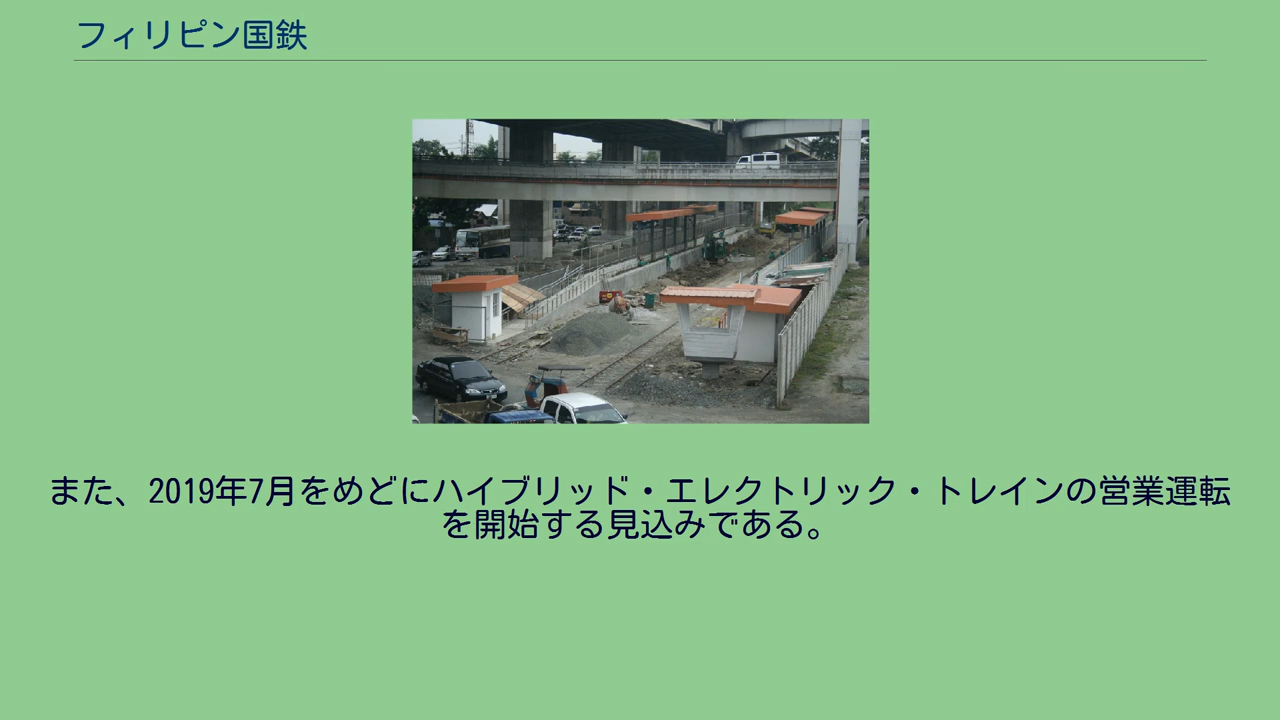 フィリピン国鉄
また、2019年7月をめどにハイブリッド・エレクトリック・トレインの営業運転
を開始する見込みである。